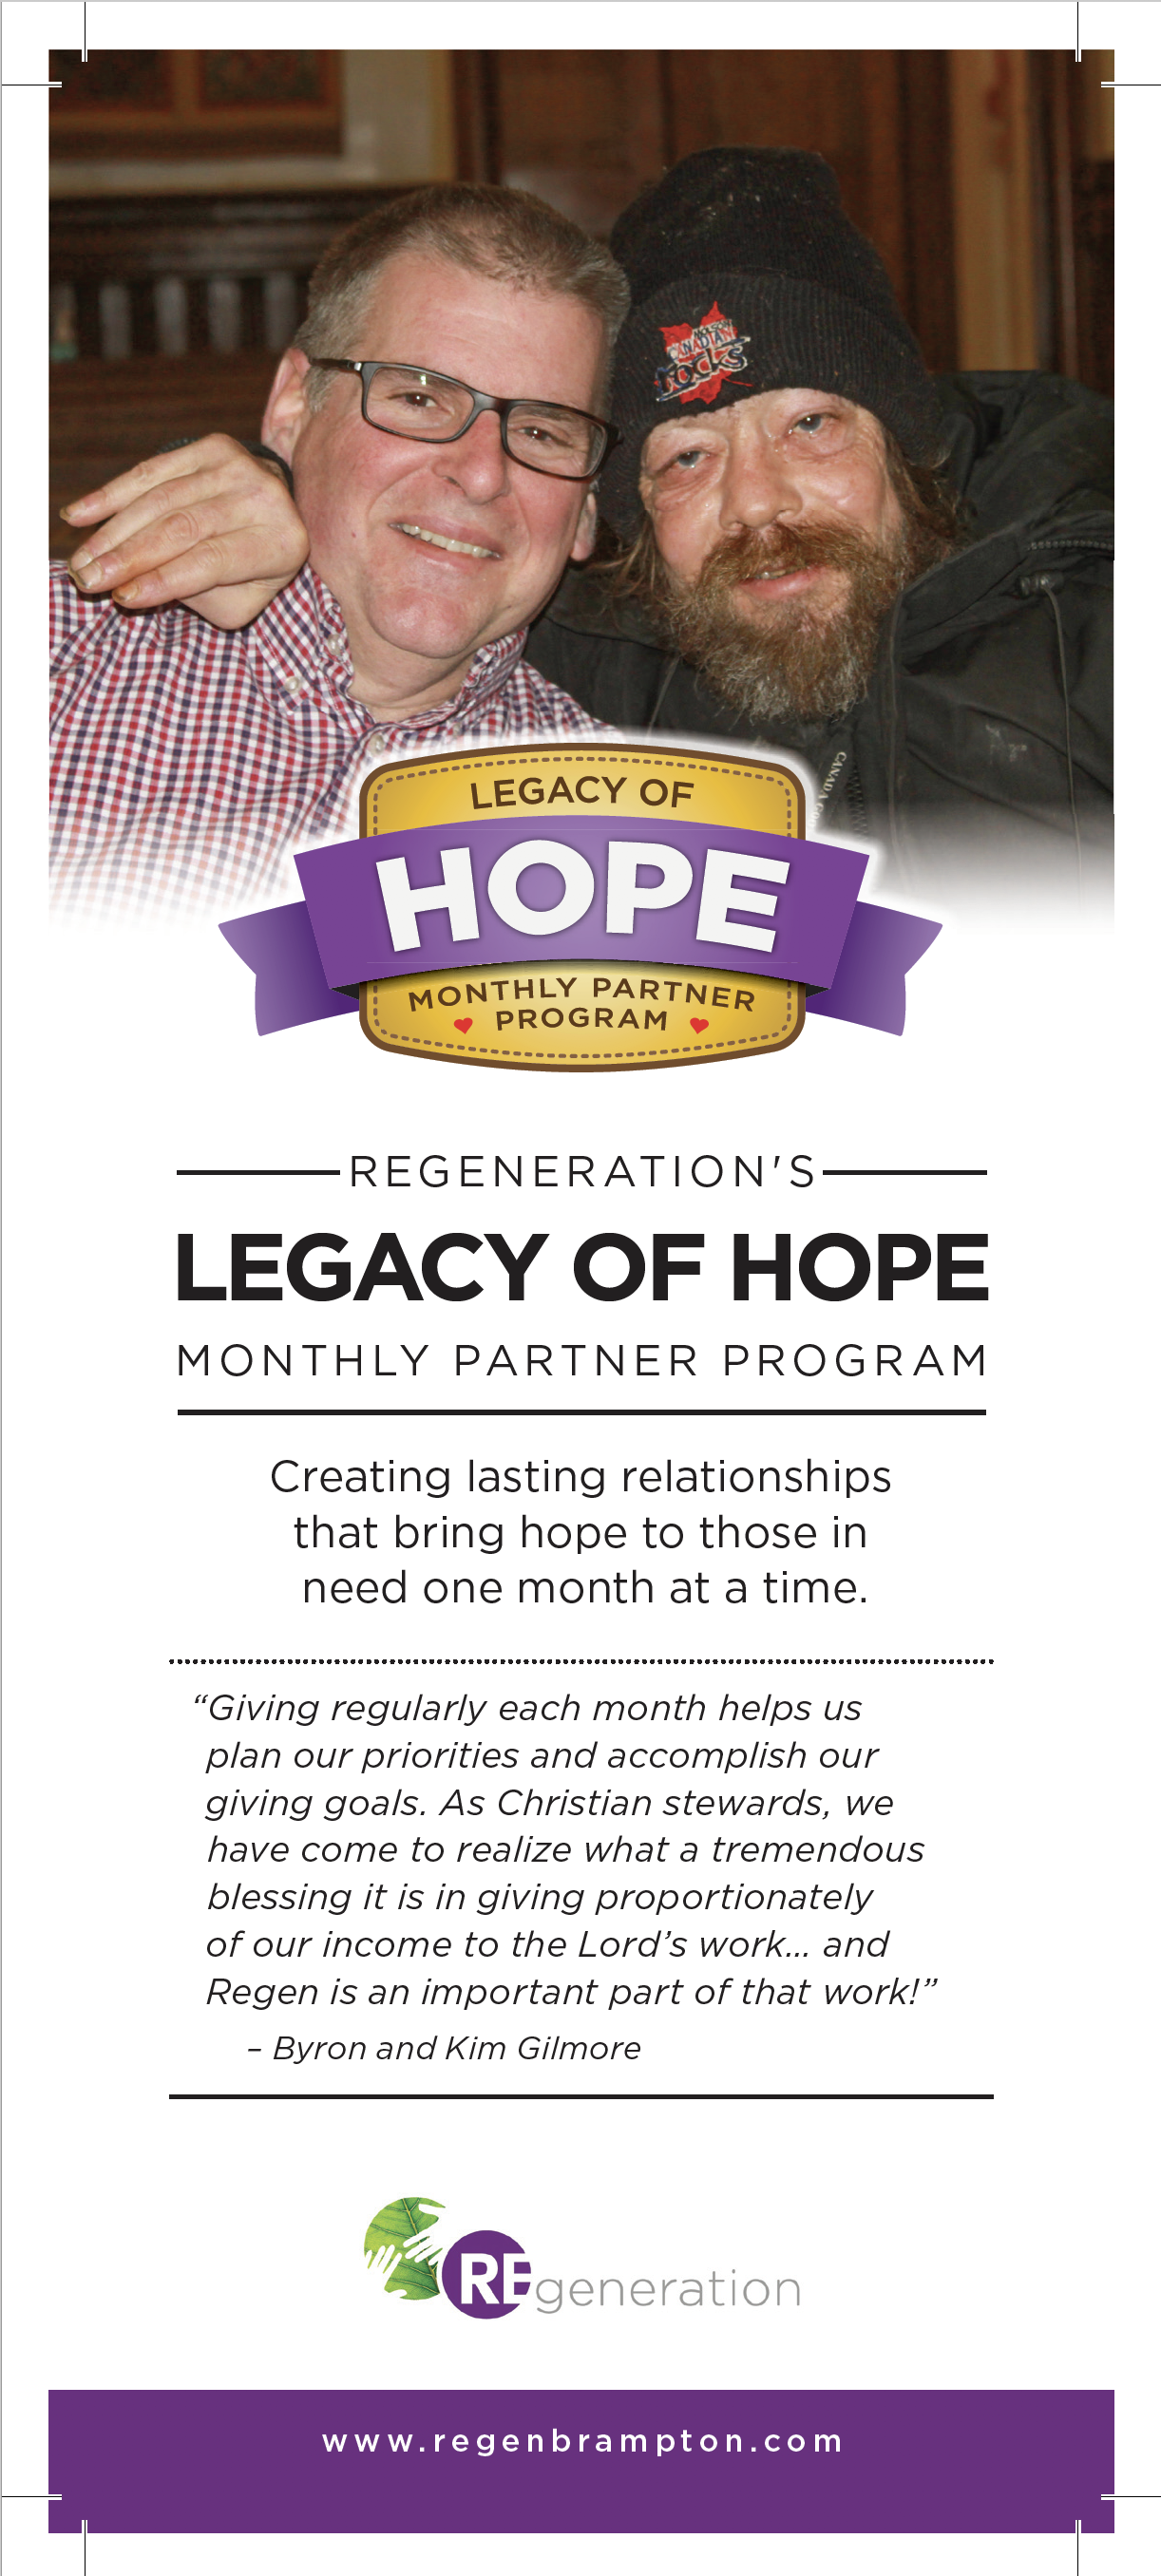 MOLSON
CANADIAN
ROCKS
CANADA
LEGACY OF
HOPE
MONTHLY PARTNER
PROGRAM
REGENERATION'S
LEGACY OF HOPE
MONTHLY PARTNER PROGRAM
Creating lasting relationships
that bring hope to those in
need one month at a time.
“Giving regularly each month helps us
plan our priorities and accomplish our
giving goals. As Christian stewards, we
have come to realize what a tremendous
blessing it is in giving proportionately
of our income to the Lord’s work... and
Regen is an important part of that work!”
– Byron and Kim Gilmore
REgeneration
www.regenbrampton.com